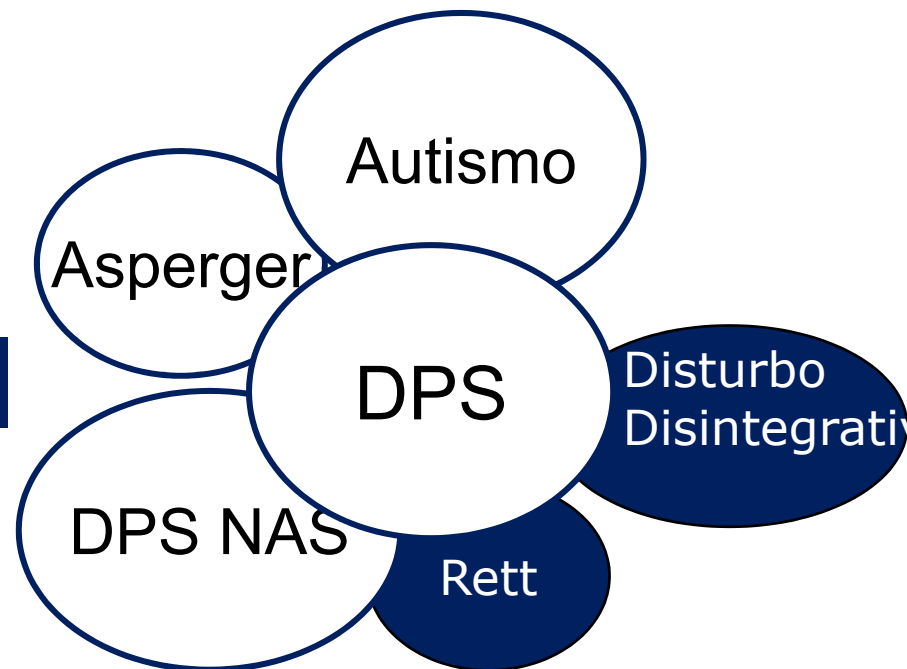 Autismo
Asperger
DPS
Disturbo
Disintegrativ
DPS NAS
Rett